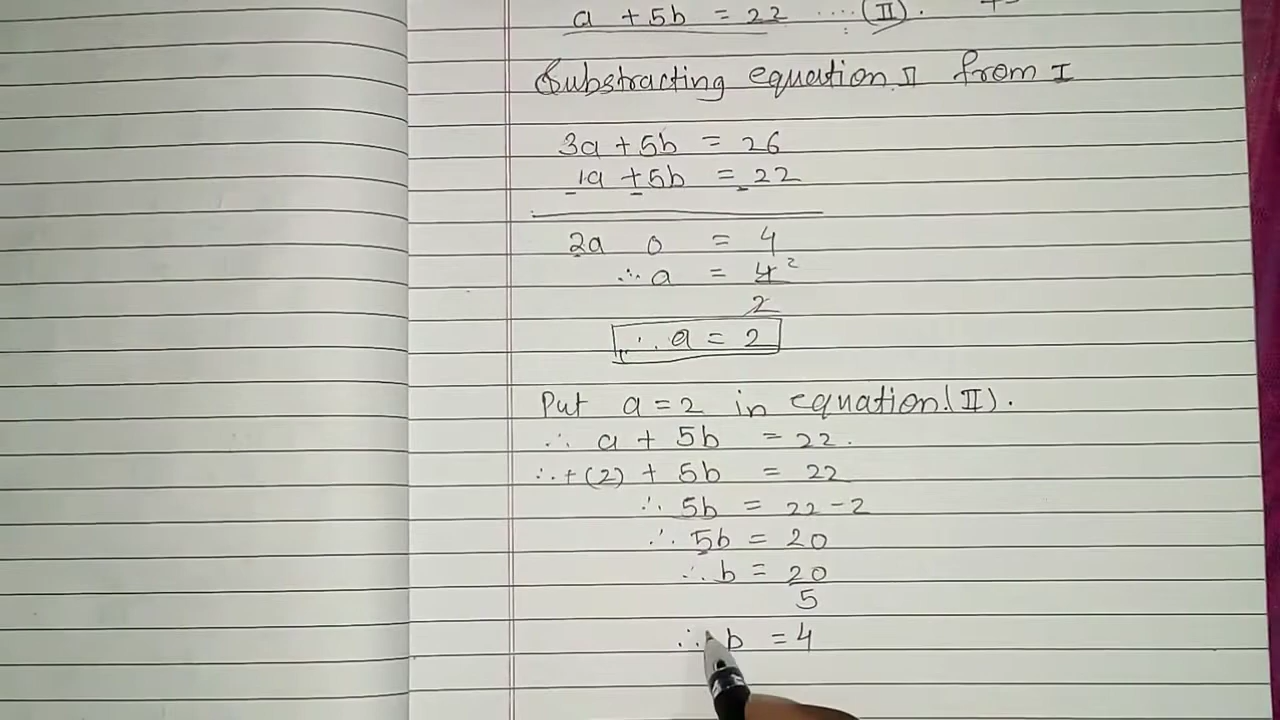 a + 5b = 22 ....(II).
Substracting equation II from I
3a + 5b = 26
1a + 5b = 22
- - -
2a 0 = 4
∴ a = 4 2
2
∴ a = 2
Put a = 2 in equation (II).
∴ a + 5b = 22.
∴ + (2) + 5b = 22
∴ 5b = 22 - 2
∴ 5b = 20
∴ b = 20
5
∴ b = 4